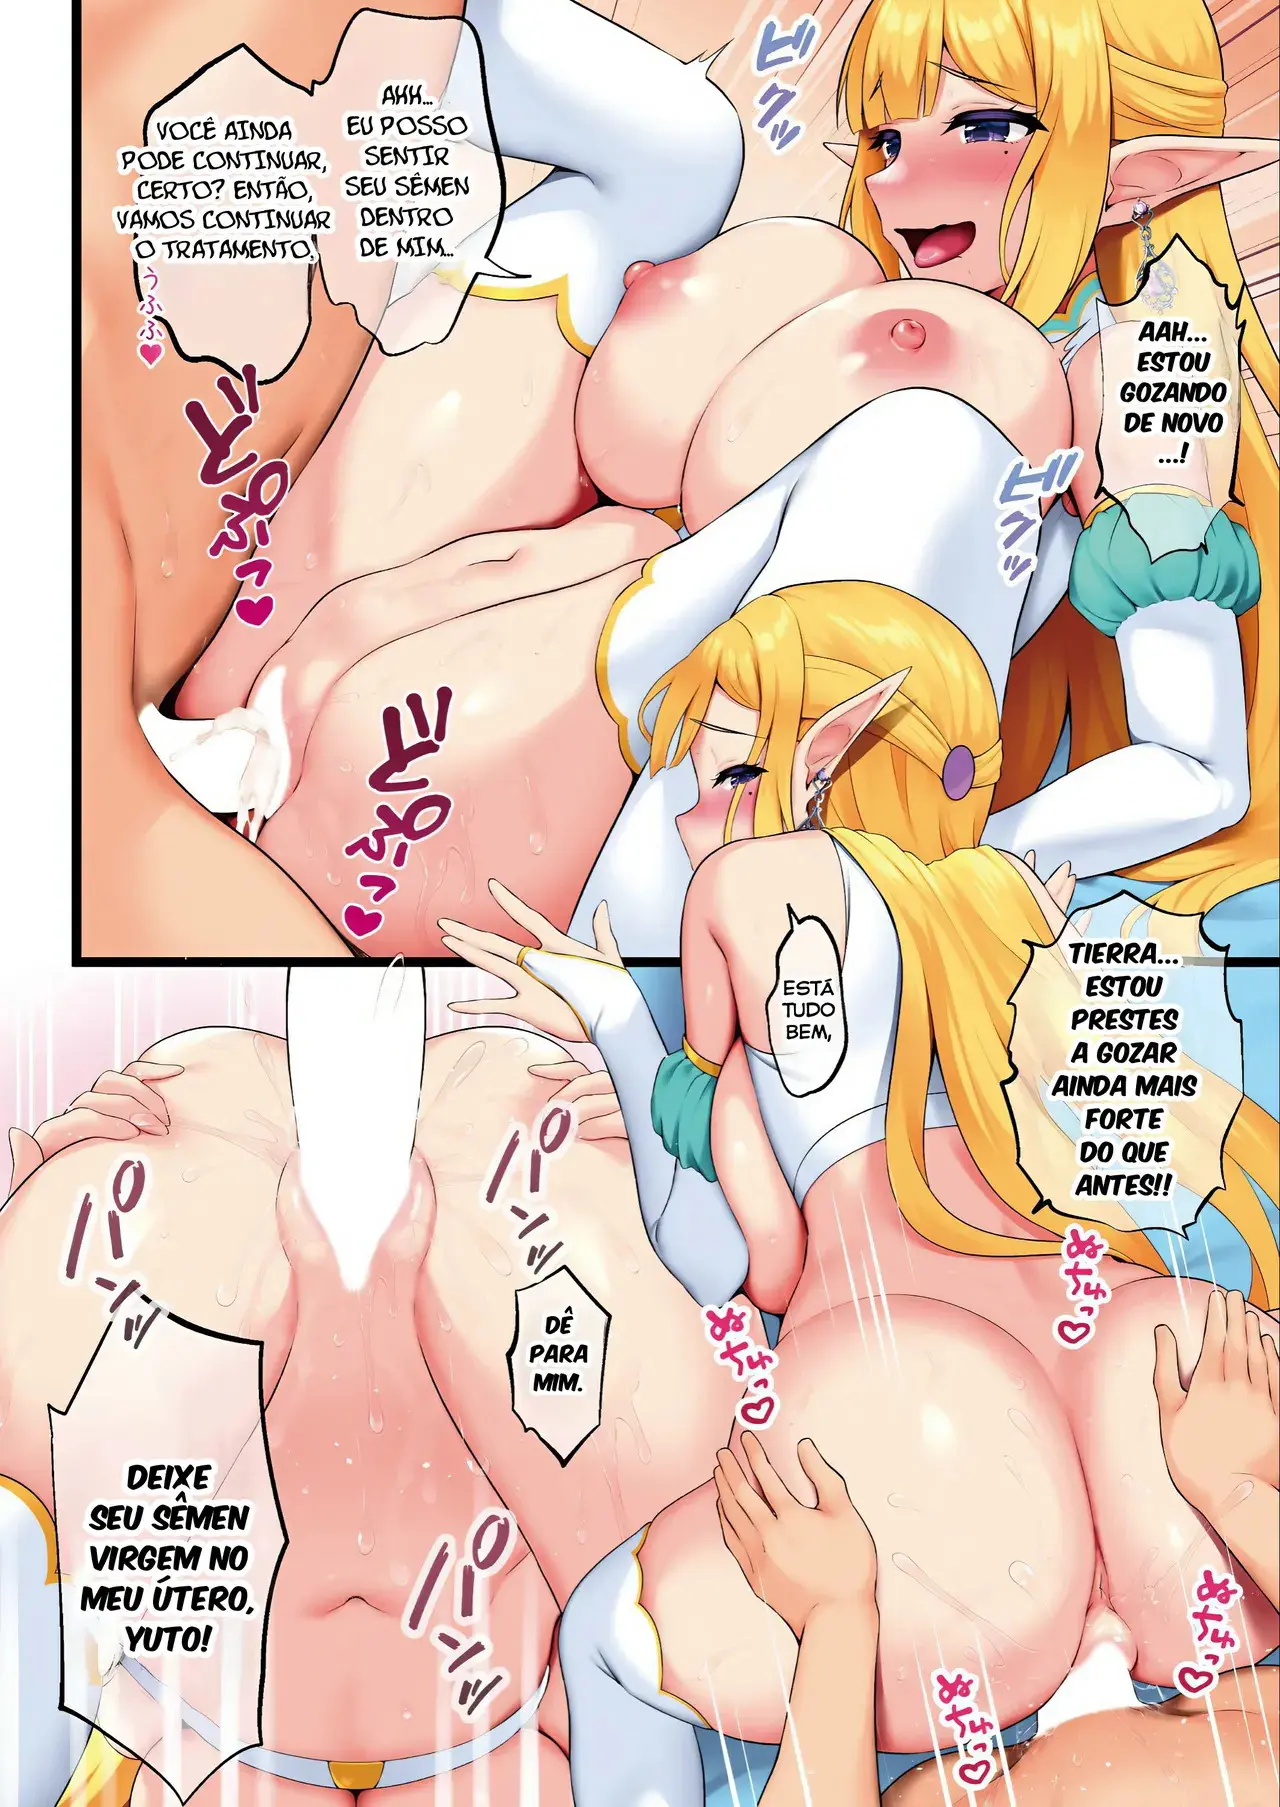 AAH...
ESTOU
GOZANDO
DE NOVO
...!
AHH...
EU POSSO
SENTIR
SEU SÊMEN
DENTRO
DE MIM...
VOCÊ AINDA
PODE CONTINUAR,
CERTO? ENTÃO,
VAMOS CONTINUAR
O TRATAMENTO,
うふふ♥
ビクッ
ビクッ
どぷっ♥
どぷっ♥
TIERRA...
ESTOU
PRESTES
A GOZAR
AINDA MAIS
FORTE
DO QUE
ANTES!!
ESTÁ
TUDO
BEM,
ぬちゅっ♡
ぬちゅっ♡
ぬちゅっ♡
ぬちゅっ♡
DÊ
PARA
MIM.
パンッ
パンッ
パンッ
DEIXE
SEU SÊMEN
VIRGEM NO
MEU ÚTERO,
YUTO!